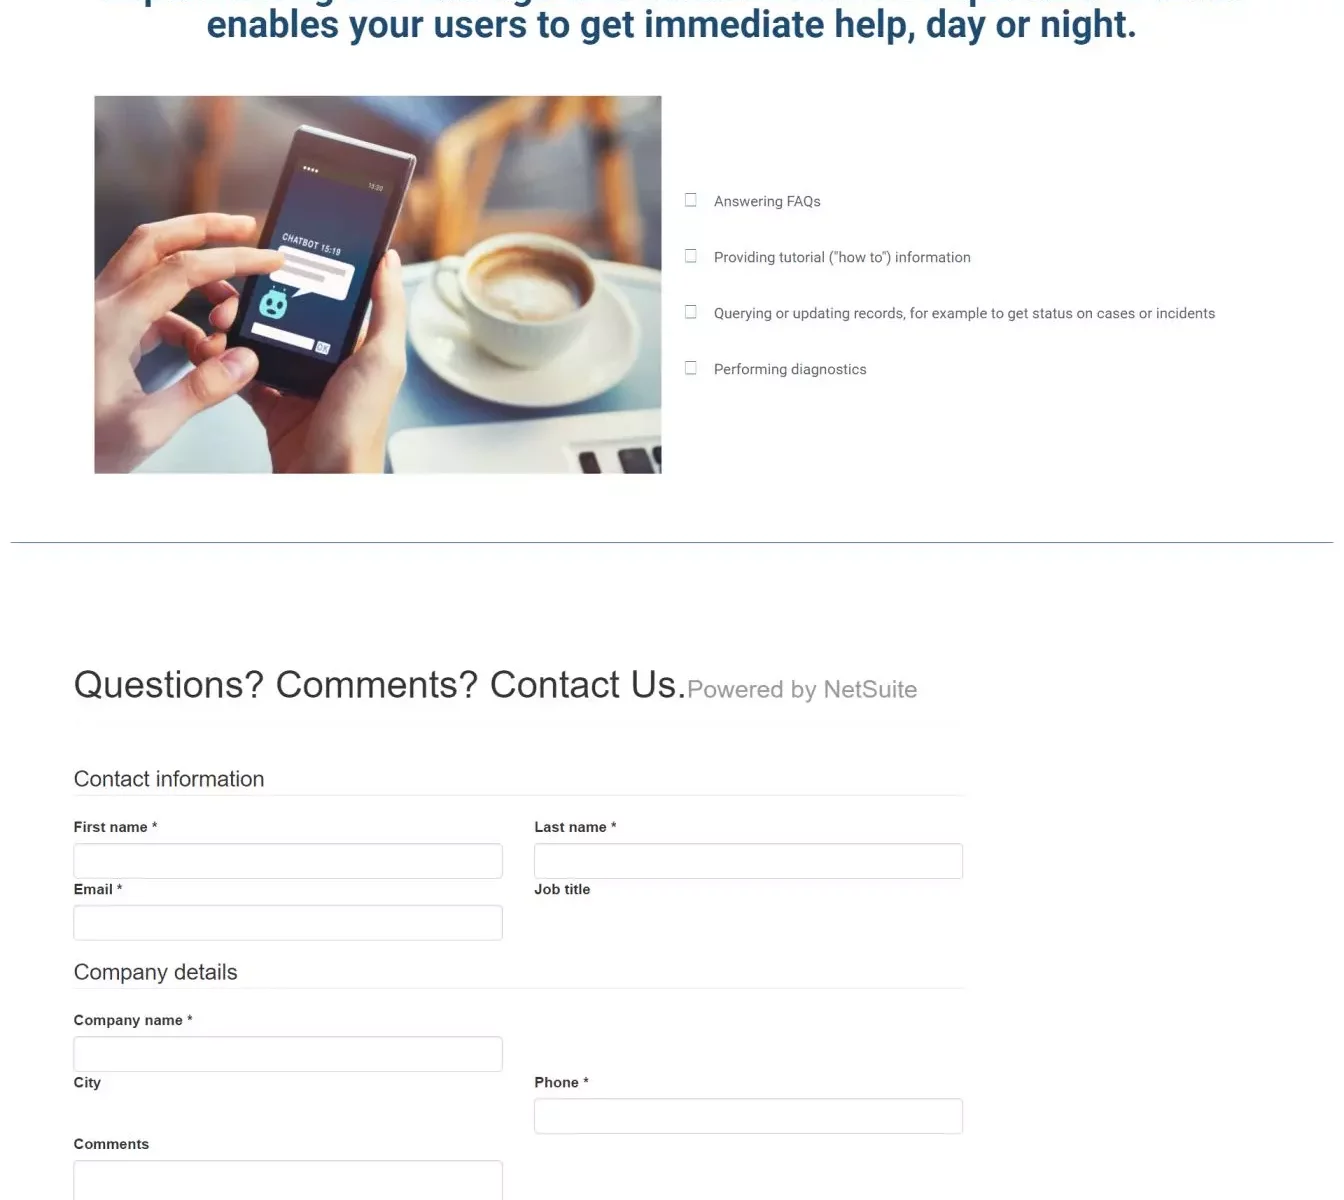 enables your users to get immediate help, day or night.
15:20
CHATBOT 15:19
OK
Answering FAQs
Providing tutorial ("how to") information
Querying or updating records, for example to get status on cases or incidents
Performing diagnostics
Questions? Comments? Contact Us.Powered by NetSuite
Contact information
First name *
Last name *
Email *
Job title
Company details
Company name *
City
Phone *
Comments